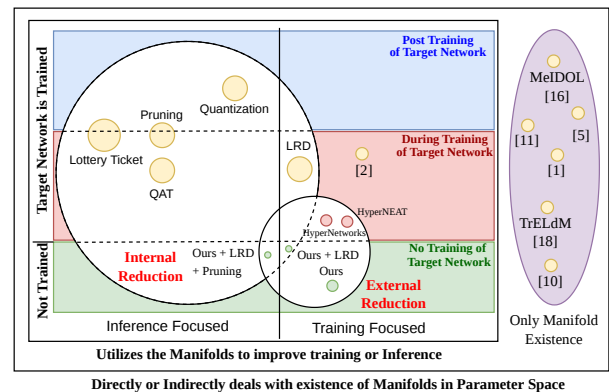 Post Training
of Target Network
Target Network is Trained
Quantization
Pruning
Lottery Ticket
QAT
LRD
During Training
of Target Network
[2]
HyperNEAT
HyperNetworks
Not Trained
Internal
Reduction
Ours + LRD
+ Pruning
Ours + LRD
Ours
No Training of
Target Network
External
Reduction
Inference Focused
Training Focused
Utilizes the Manifolds to improve training or Inference
MeIDOL
[16]
[11]
[5]
[1]
TrELdM
[18]
[10]
Only Manifold
Existence
Directly or Indirectly deals with existence of Manifolds in Parameter Space